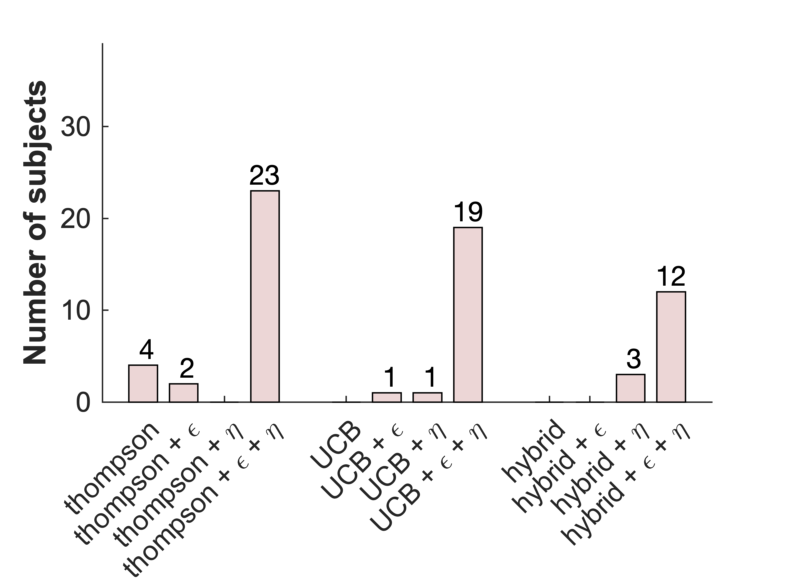 Number of subjects
30
20
10
0
4
2
23
1
1
19
3
12
thompson
thompson + ϵ
thompson + η
thompson + ϵ + η
UCB
UCB + ϵ
UCB + η
UCB + ϵ + η
hybrid
hybrid + ϵ
hybrid + η
hybrid + ϵ + η